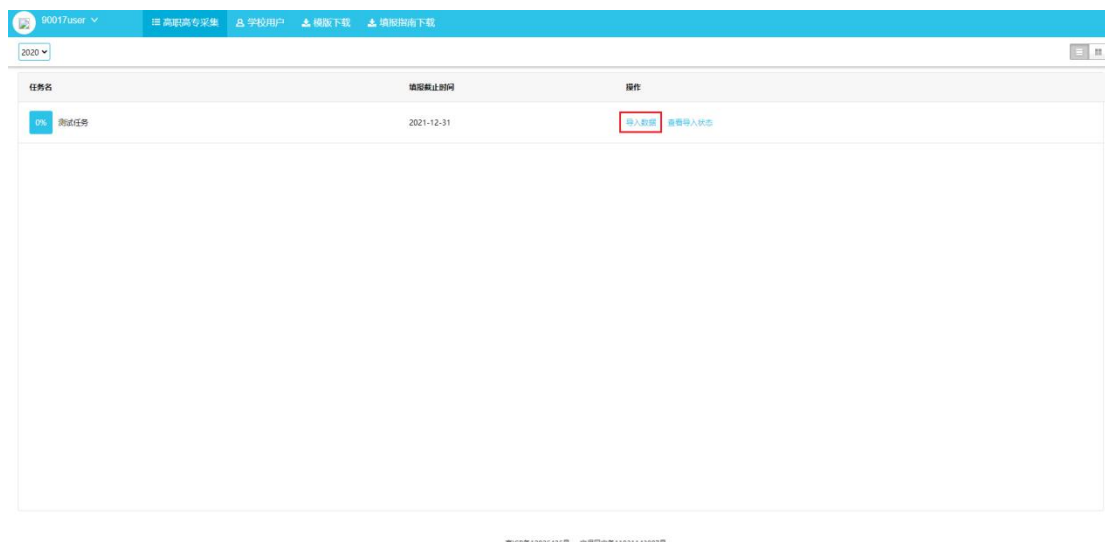 90017user 高职高专采集 学校用户 模版下载 填报指南下载
2020
任务名 填报截止时间 操作
0% 测试任务 2021-12-31 导入数据 查看导入状态